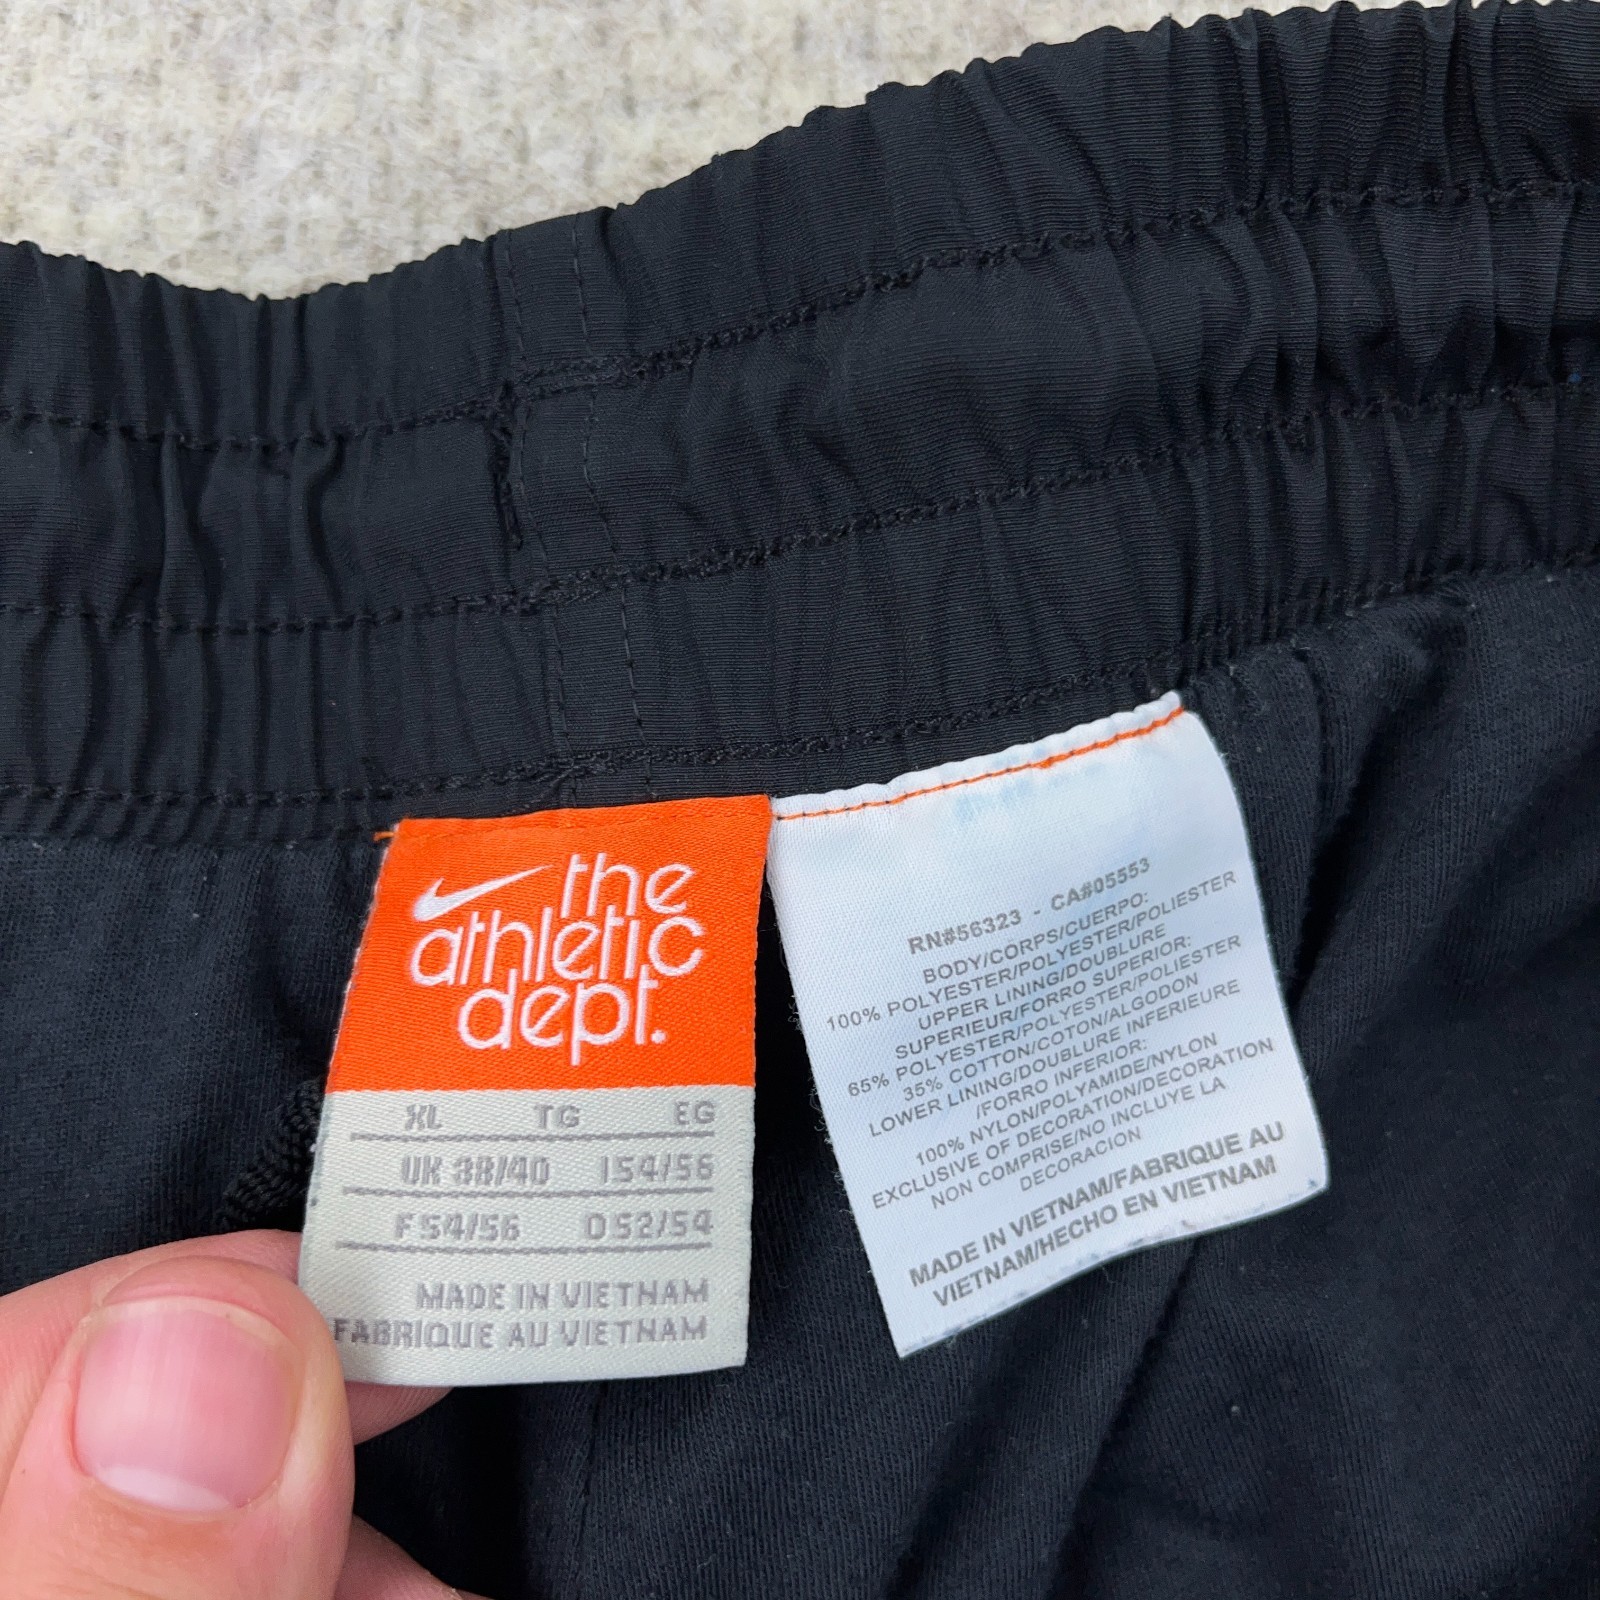 the
athletic
dept.
XL TG EG
UK 38/40 I 54/56
F 54/56 D 52/54
MADE IN VIETNAM
FABRIQUE AU VIETNAM
RN#56323 - CA#05553
BODY/CORPS/CUERPO:
100% POLYESTER/POLYESTER/POLIESTER
UPPER LINING/DOUBLURE
SUPERIEUR/FORRO SUPERIOR:
65% POLYESTER/POLYESTER/POLIESTER
35% COTTON/COTON/ALGODON
LOWER LINING/DOUBLURE INFERIEURE
/FORRO INFERIOR:
100% NYLON/POLYAMIDE/NYLON
EXCLUSIVE OF DECORATION/DECORATION
NON COMPRISE/NO INCLUYE LA
DECORACION
MADE IN VIETNAM/FABRIQUE AU
VIETNAM/HECHO EN VIETNAM